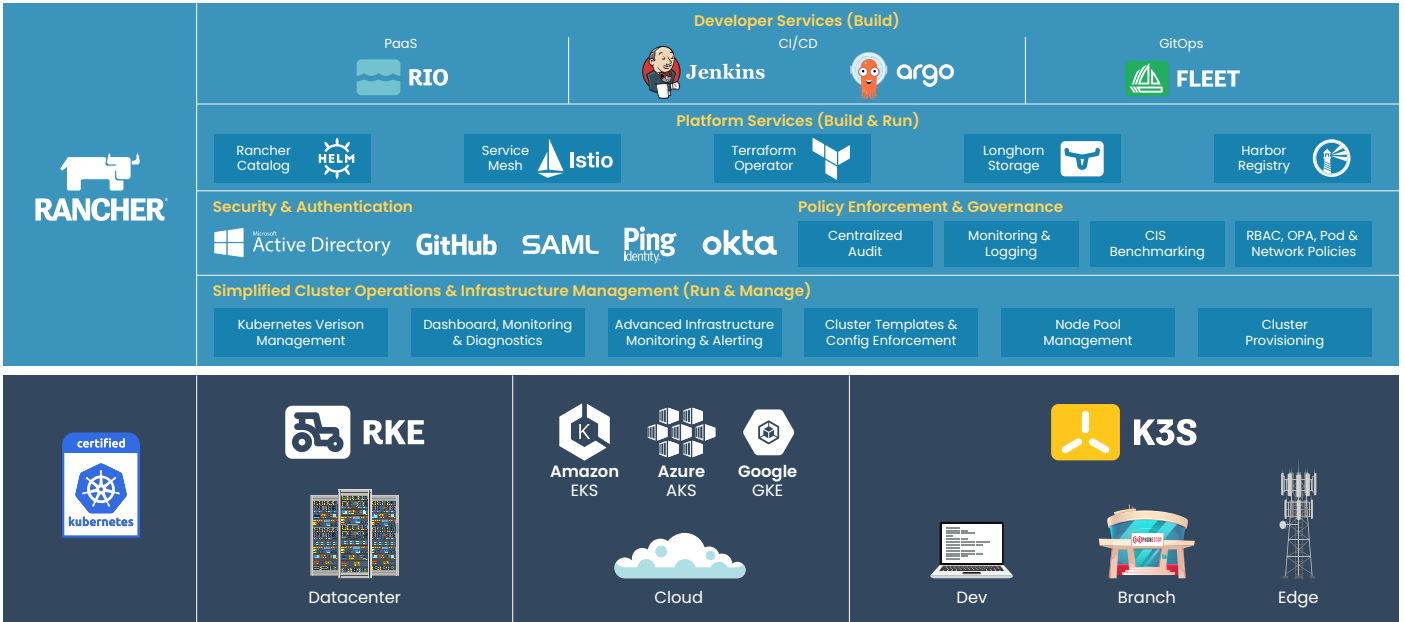 Developer Services (Build)
PaaS
RIO
CI/CD
Jenkins
argo
GitOps
FLEET
Platform Services (Build & Run)
Rancher
Catalog
HELM
Service
Mesh
Istio
Terraform
Operator
Longhorn
Storage
Harbor
Registry
RANCHER®
Security & Authentication
Microsoft
Active Directory
GitHub
SAML
Ping
Identity.
okta
Policy Enforcement & Governance
Centralized
Audit
Monitoring &
Logging
CIS
Benchmarking
RBAC, OPA, Pod &
Network Policies
Simplified Cluster Operations & Infrastructure Management (Run & Manage)
Kubernetes Verison
Management
Dashboard, Monitoring
& Diagnostics
Advanced Infrastructure
Monitoring & Alerting
Cluster Templates &
Config Enforcement
Node Pool
Management
Cluster
Provisioning
certified
kubernetes
RKE
Datacenter
K
Amazon
EKS
Azure
AKS
Google
GKE
Cloud
K3S
Dev
PHONE STOP
Branch
Edge